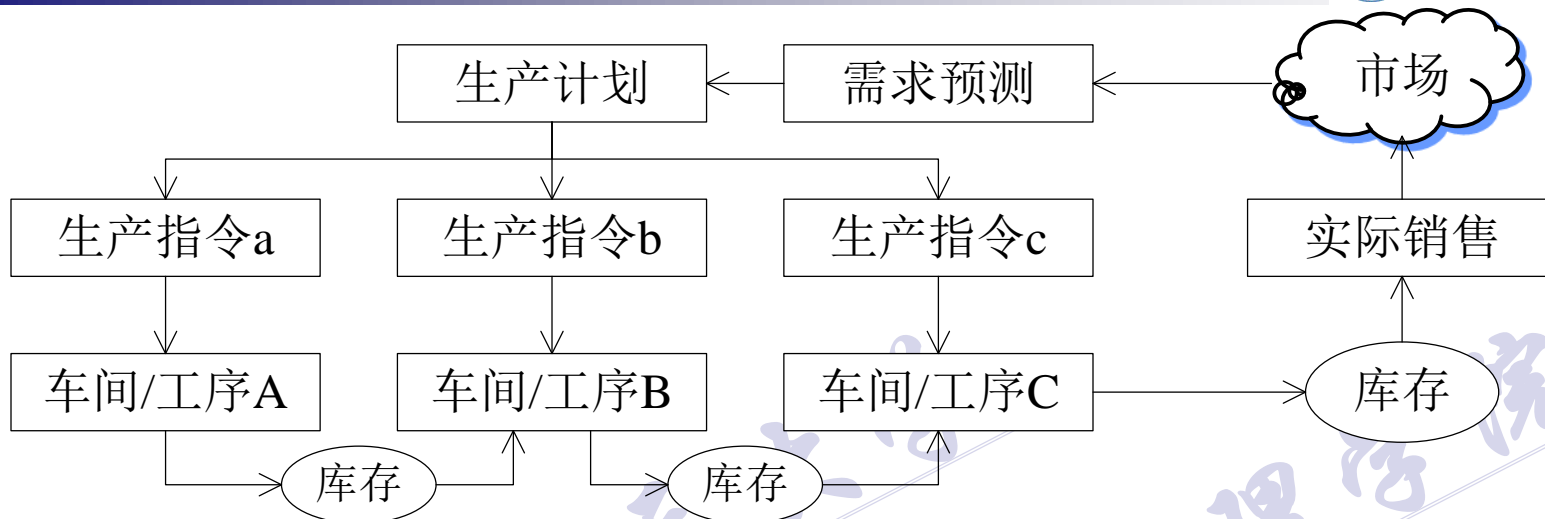 生产计划
需求预测
市场
生产指令a
生产指令b
生产指令c
实际销售
车间/工序A
车间/工序B
车间/工序C
库存
库存
库存